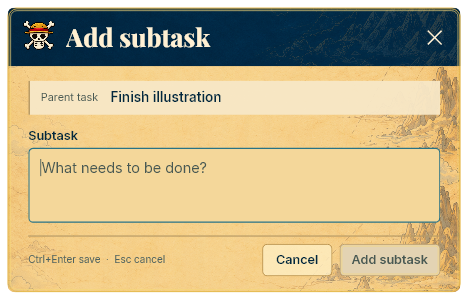 Add subtask
Parent task Finish illustration
Subtask
What needs to be done?
Ctrl+Enter save · Esc cancel
Cancel
Add subtask